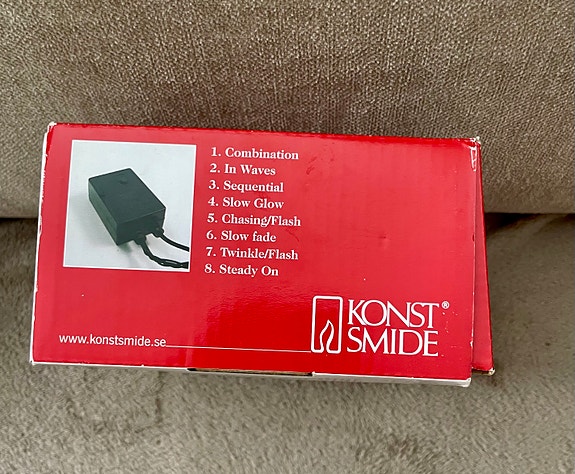 1. Combination
2. In Waves
3. Sequential
4. Slow Glow
5. Chasing/Flash
6. Slow fade
7. Twinkle/Flash
8. Steady On
www.konstsmide.se
KONST®
SMIDE